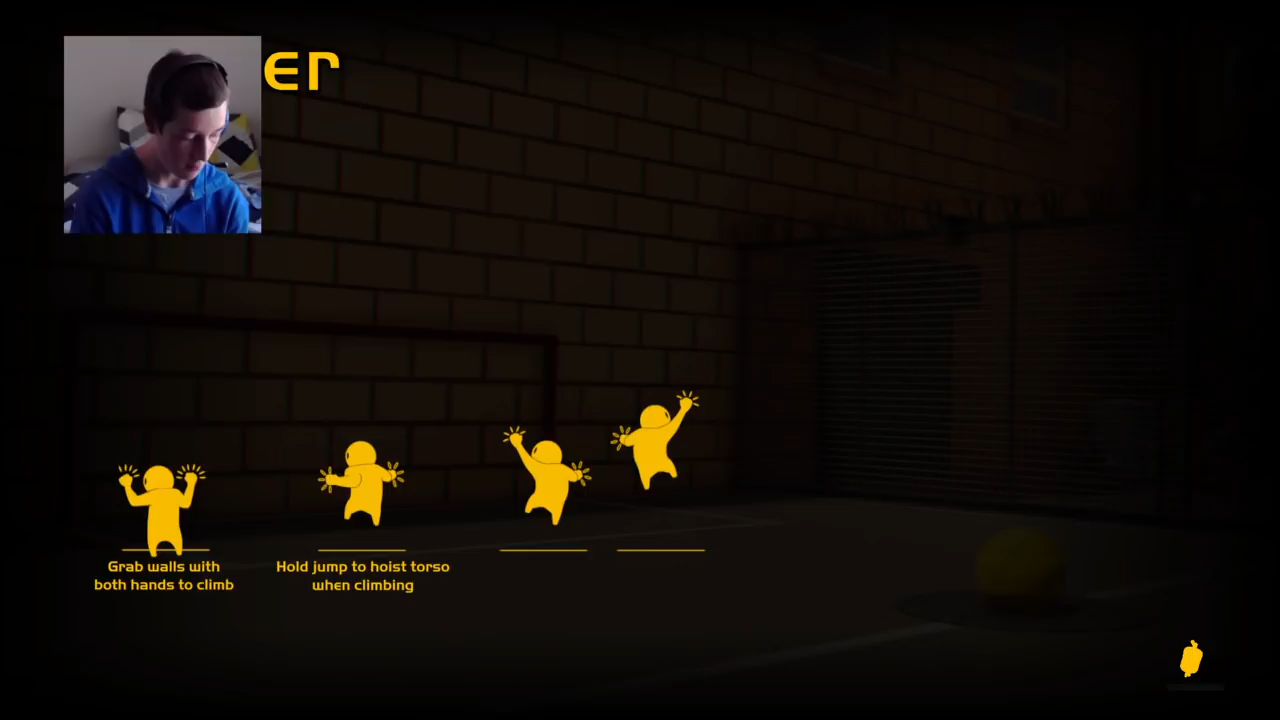 er
Grab walls with
both hands to climb
Hold jump to hoist torso
when climbing